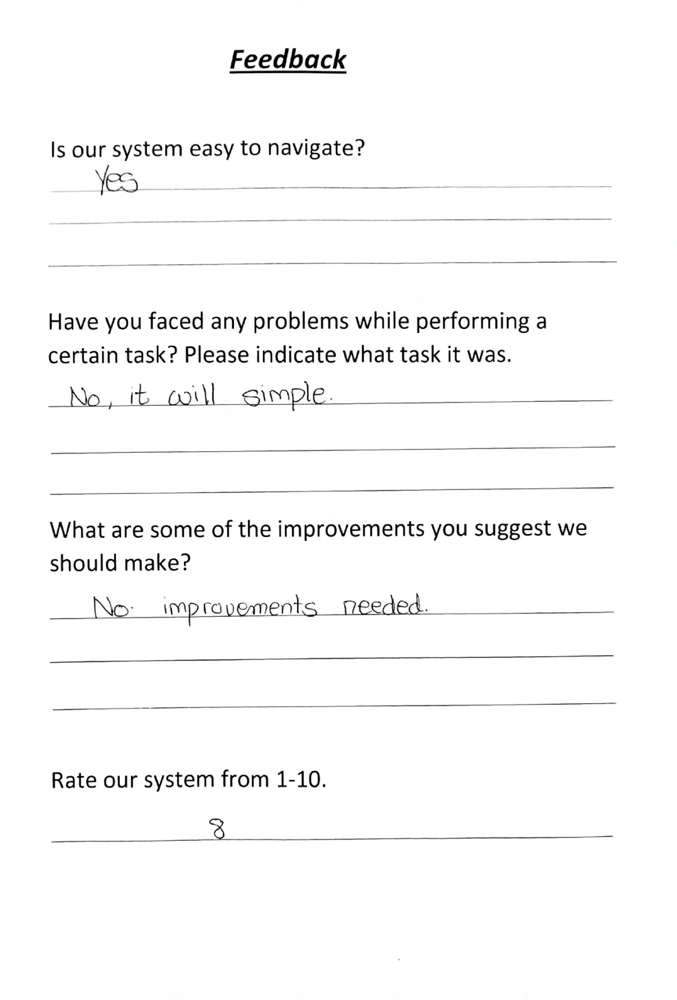 Feedback
Is our system easy to navigate?
Yes
Have you faced any problems while performing a
certain task? Please indicate what task it was.
No, it will simple.
What are some of the improvements you suggest we
should make?
No. improvements needed.
Rate our system from 1-10.
8